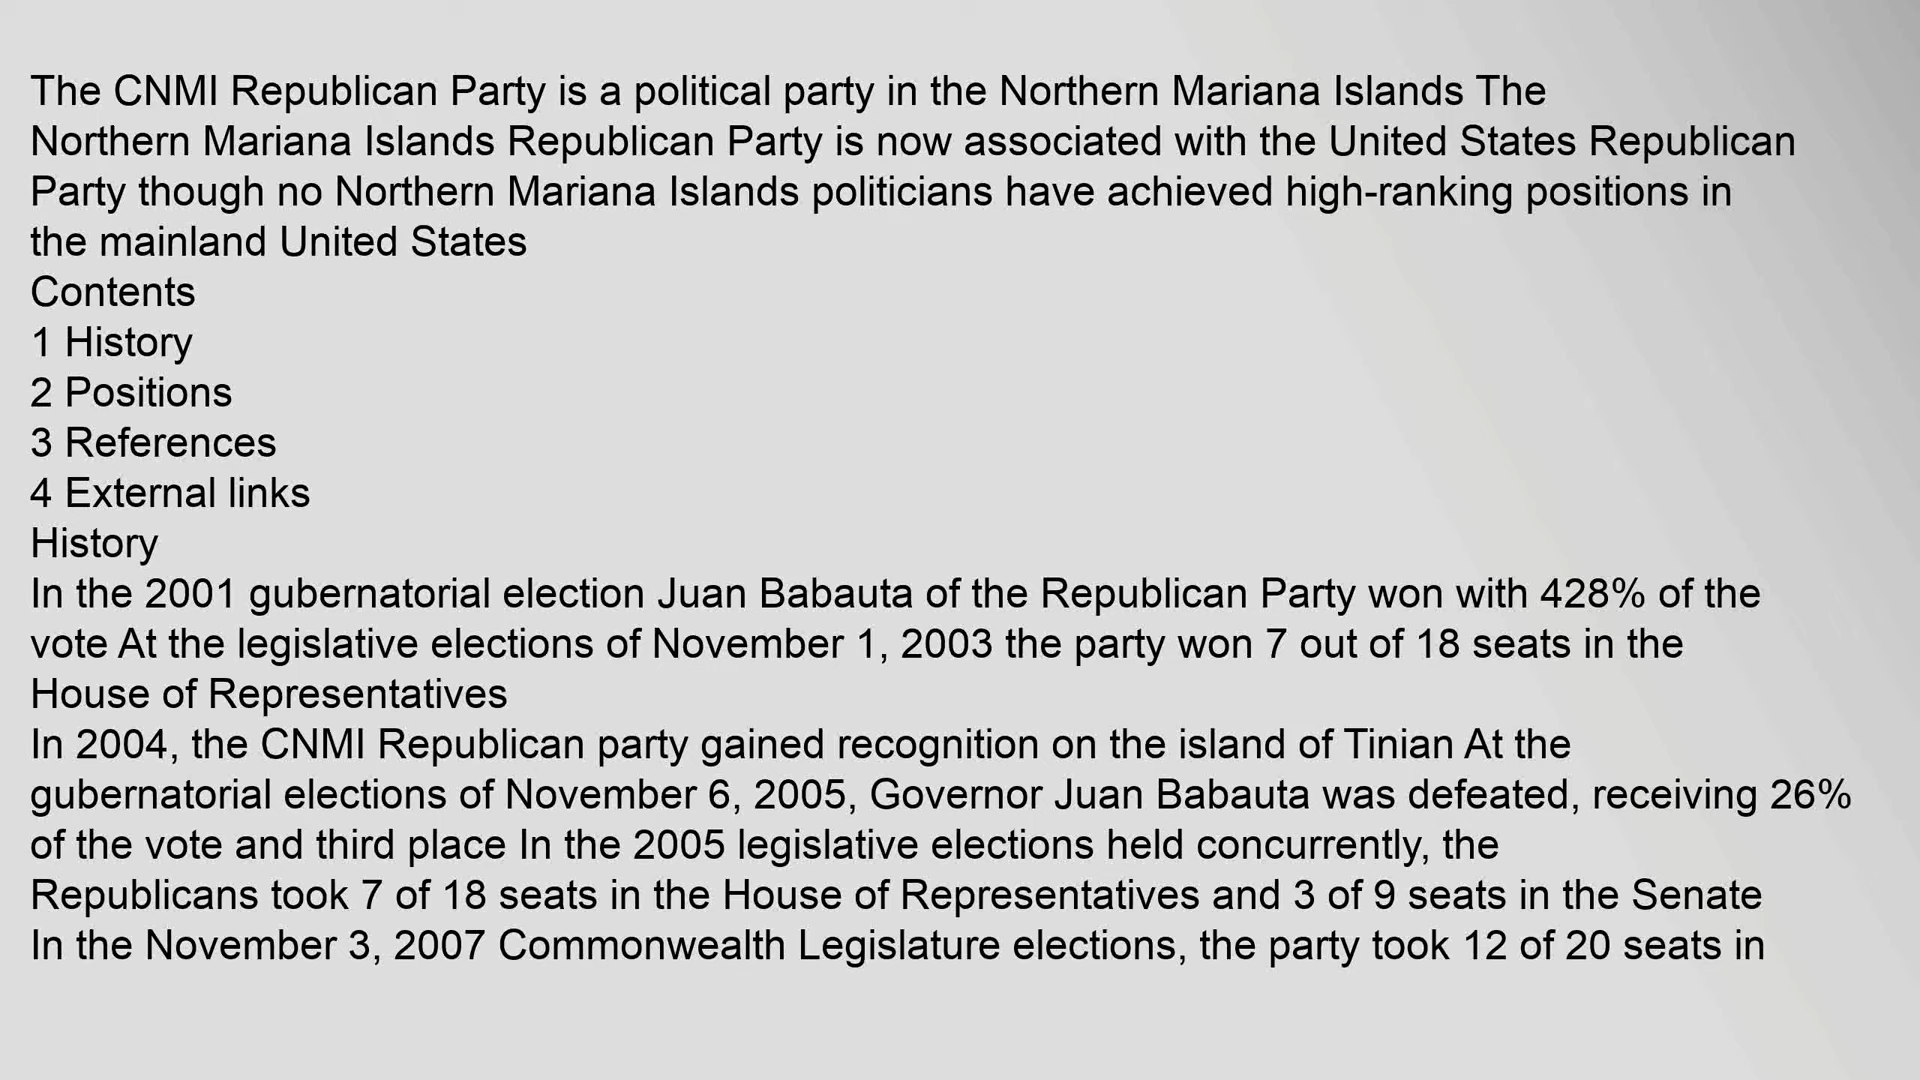 The CNMI Republican Party is a political party in the Northern Mariana Islands The
Northern Mariana Islands Republican Party is now associated with the United States Republican
Party though no Northern Mariana Islands politicians have achieved high-ranking positions in
the mainland United States
Contents
1 History
2 Positions
3 References
4 External links
History
In the 2001 gubernatorial election Juan Babauta of the Republican Party won with 428% of the
vote At the legislative elections of November 1, 2003 the party won 7 out of 18 seats in the
House of Representatives
In 2004, the CNMI Republican party gained recognition on the island of Tinian At the
gubernatorial elections of November 6, 2005, Governor Juan Babauta was defeated, receiving 26%
of the vote and third place In the 2005 legislative elections held concurrently, the
Republicans took 7 of 18 seats in the House of Representatives and 3 of 9 seats in the Senate
In the November 3, 2007 Commonwealth Legislature elections, the party took 12 of 20 seats in